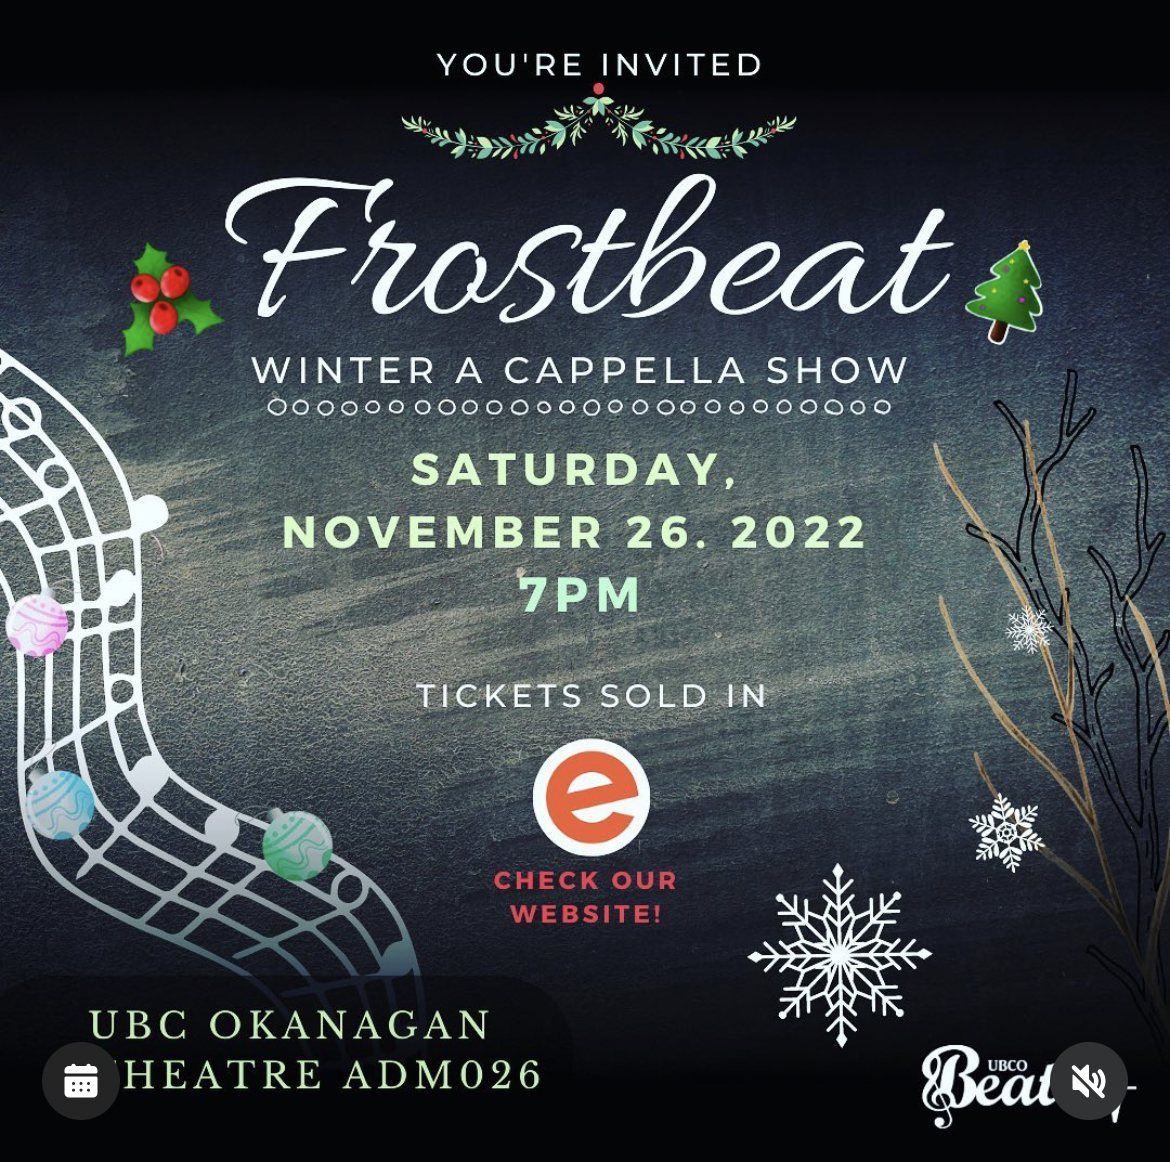 YOU'RE INVITED
Frostbeat
WINTER A CAPPELLA SHOW
SATURDAY,
NOVEMBER 26. 2022
7PM
TICKETS SOLD IN
e
CHECK OUR
WEBSITE!
UBC OKANAGAN
THEATRE ADM026
UBCO